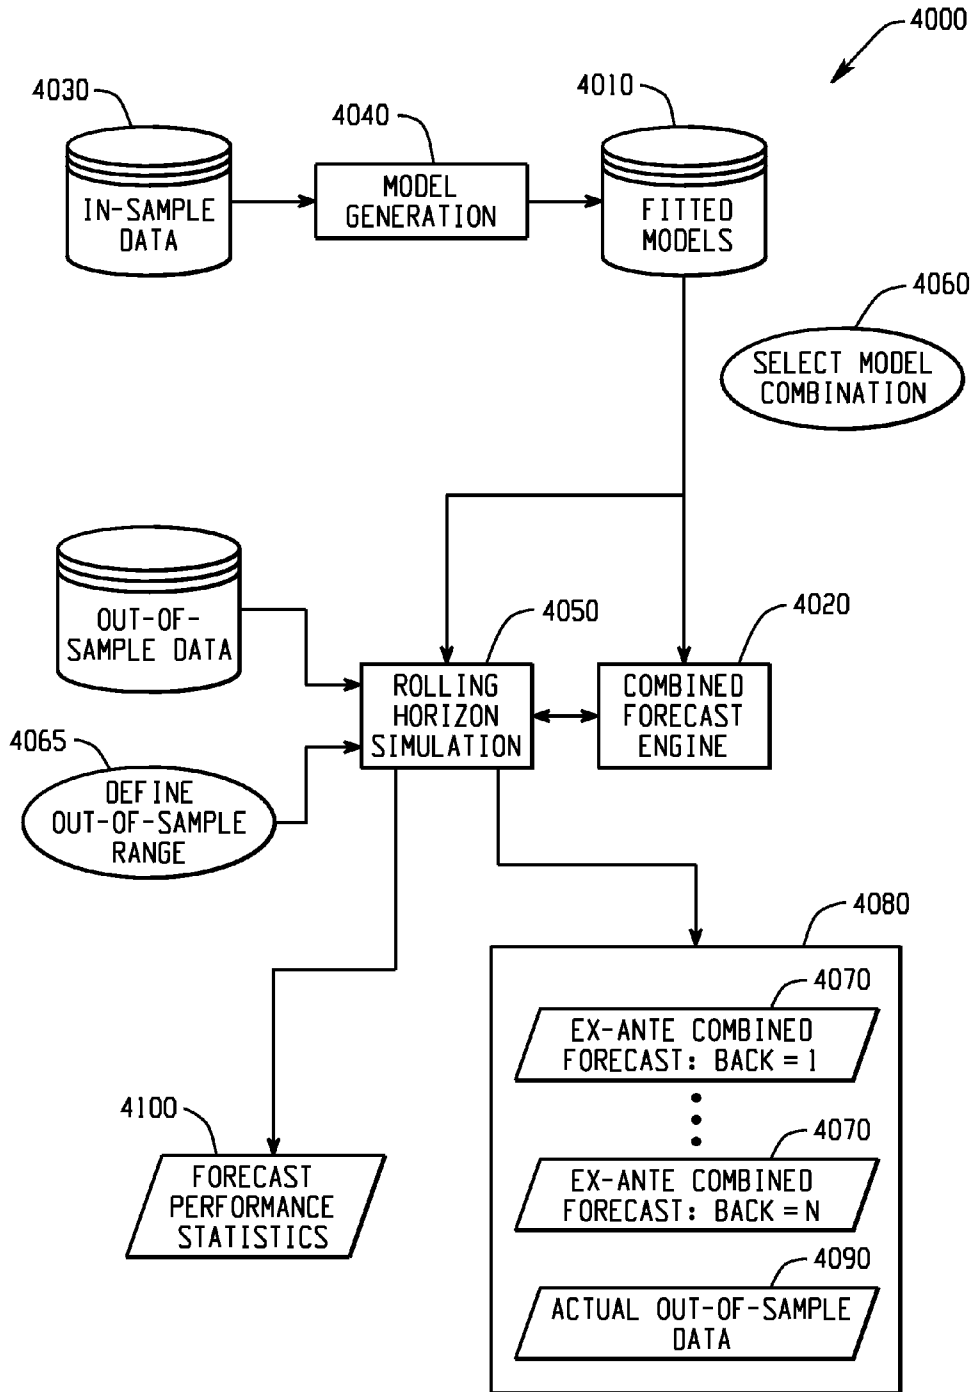 4000
4030
4040
4010
IN-SAMPLE
DATA
MODEL
GENERATION
FITTED
MODELS
4060
SELECT MODEL
COMBINATION
OUT-OF-
SAMPLE DATA
4050
4020
ROLLING
HORIZON
SIMULATION
COMBINED
FORECAST
ENGINE
4065
DEFINE
OUT-OF-SAMPLE
RANGE
4080
4070
EX-ANTE COMBINED
FORECAST: BACK = 1
4070
EX-ANTE COMBINED
FORECAST: BACK = N
4090
ACTUAL OUT-OF-SAMPLE
DATA
4100
FORECAST
PERFORMANCE
STATISTICS